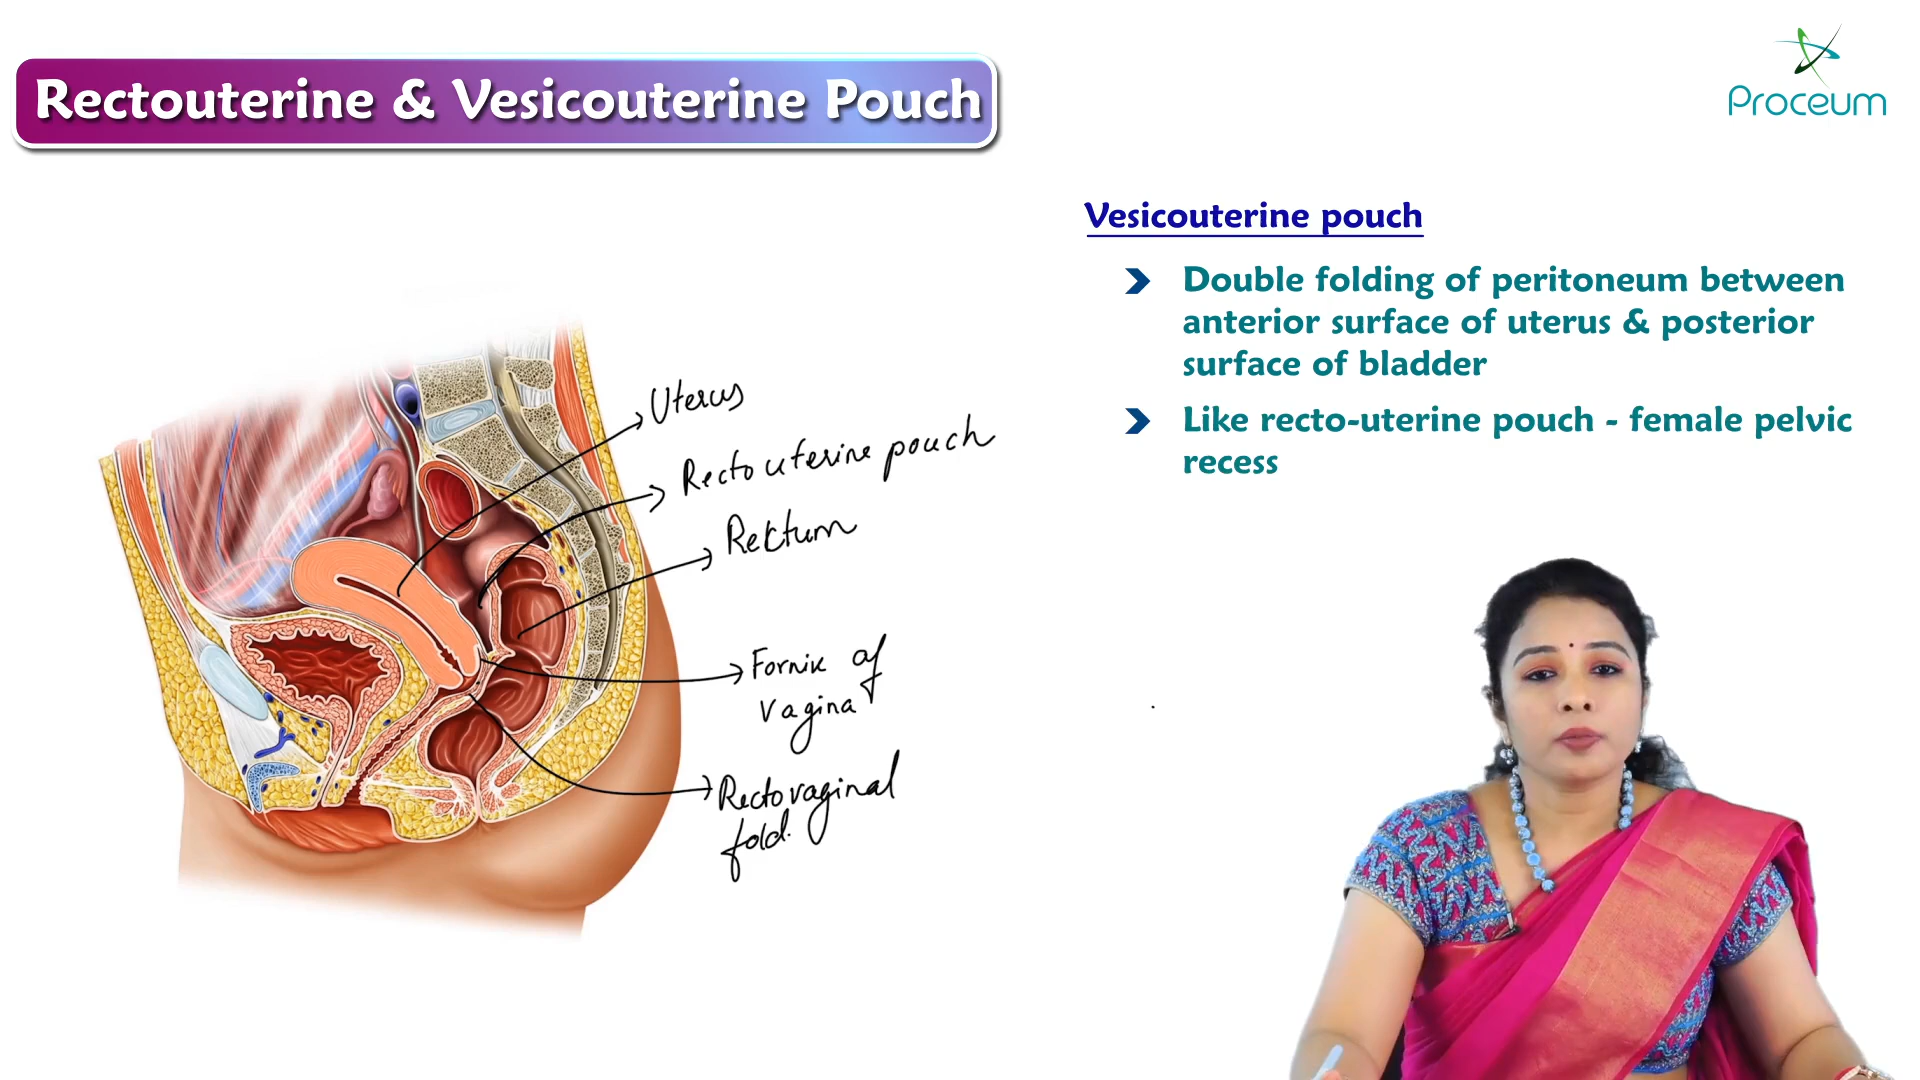 Rectouterine & Vesicouterine Pouch
Proceum
Vesicouterine pouch
Double folding of peritoneum between
anterior surface of uterus & posterior
surface of bladder
Like recto-uterine pouch - female pelvic
recess
Uterus
Recto uterine pouch
Rectum
Fornix of
vagina
Rectovaginal
fold.